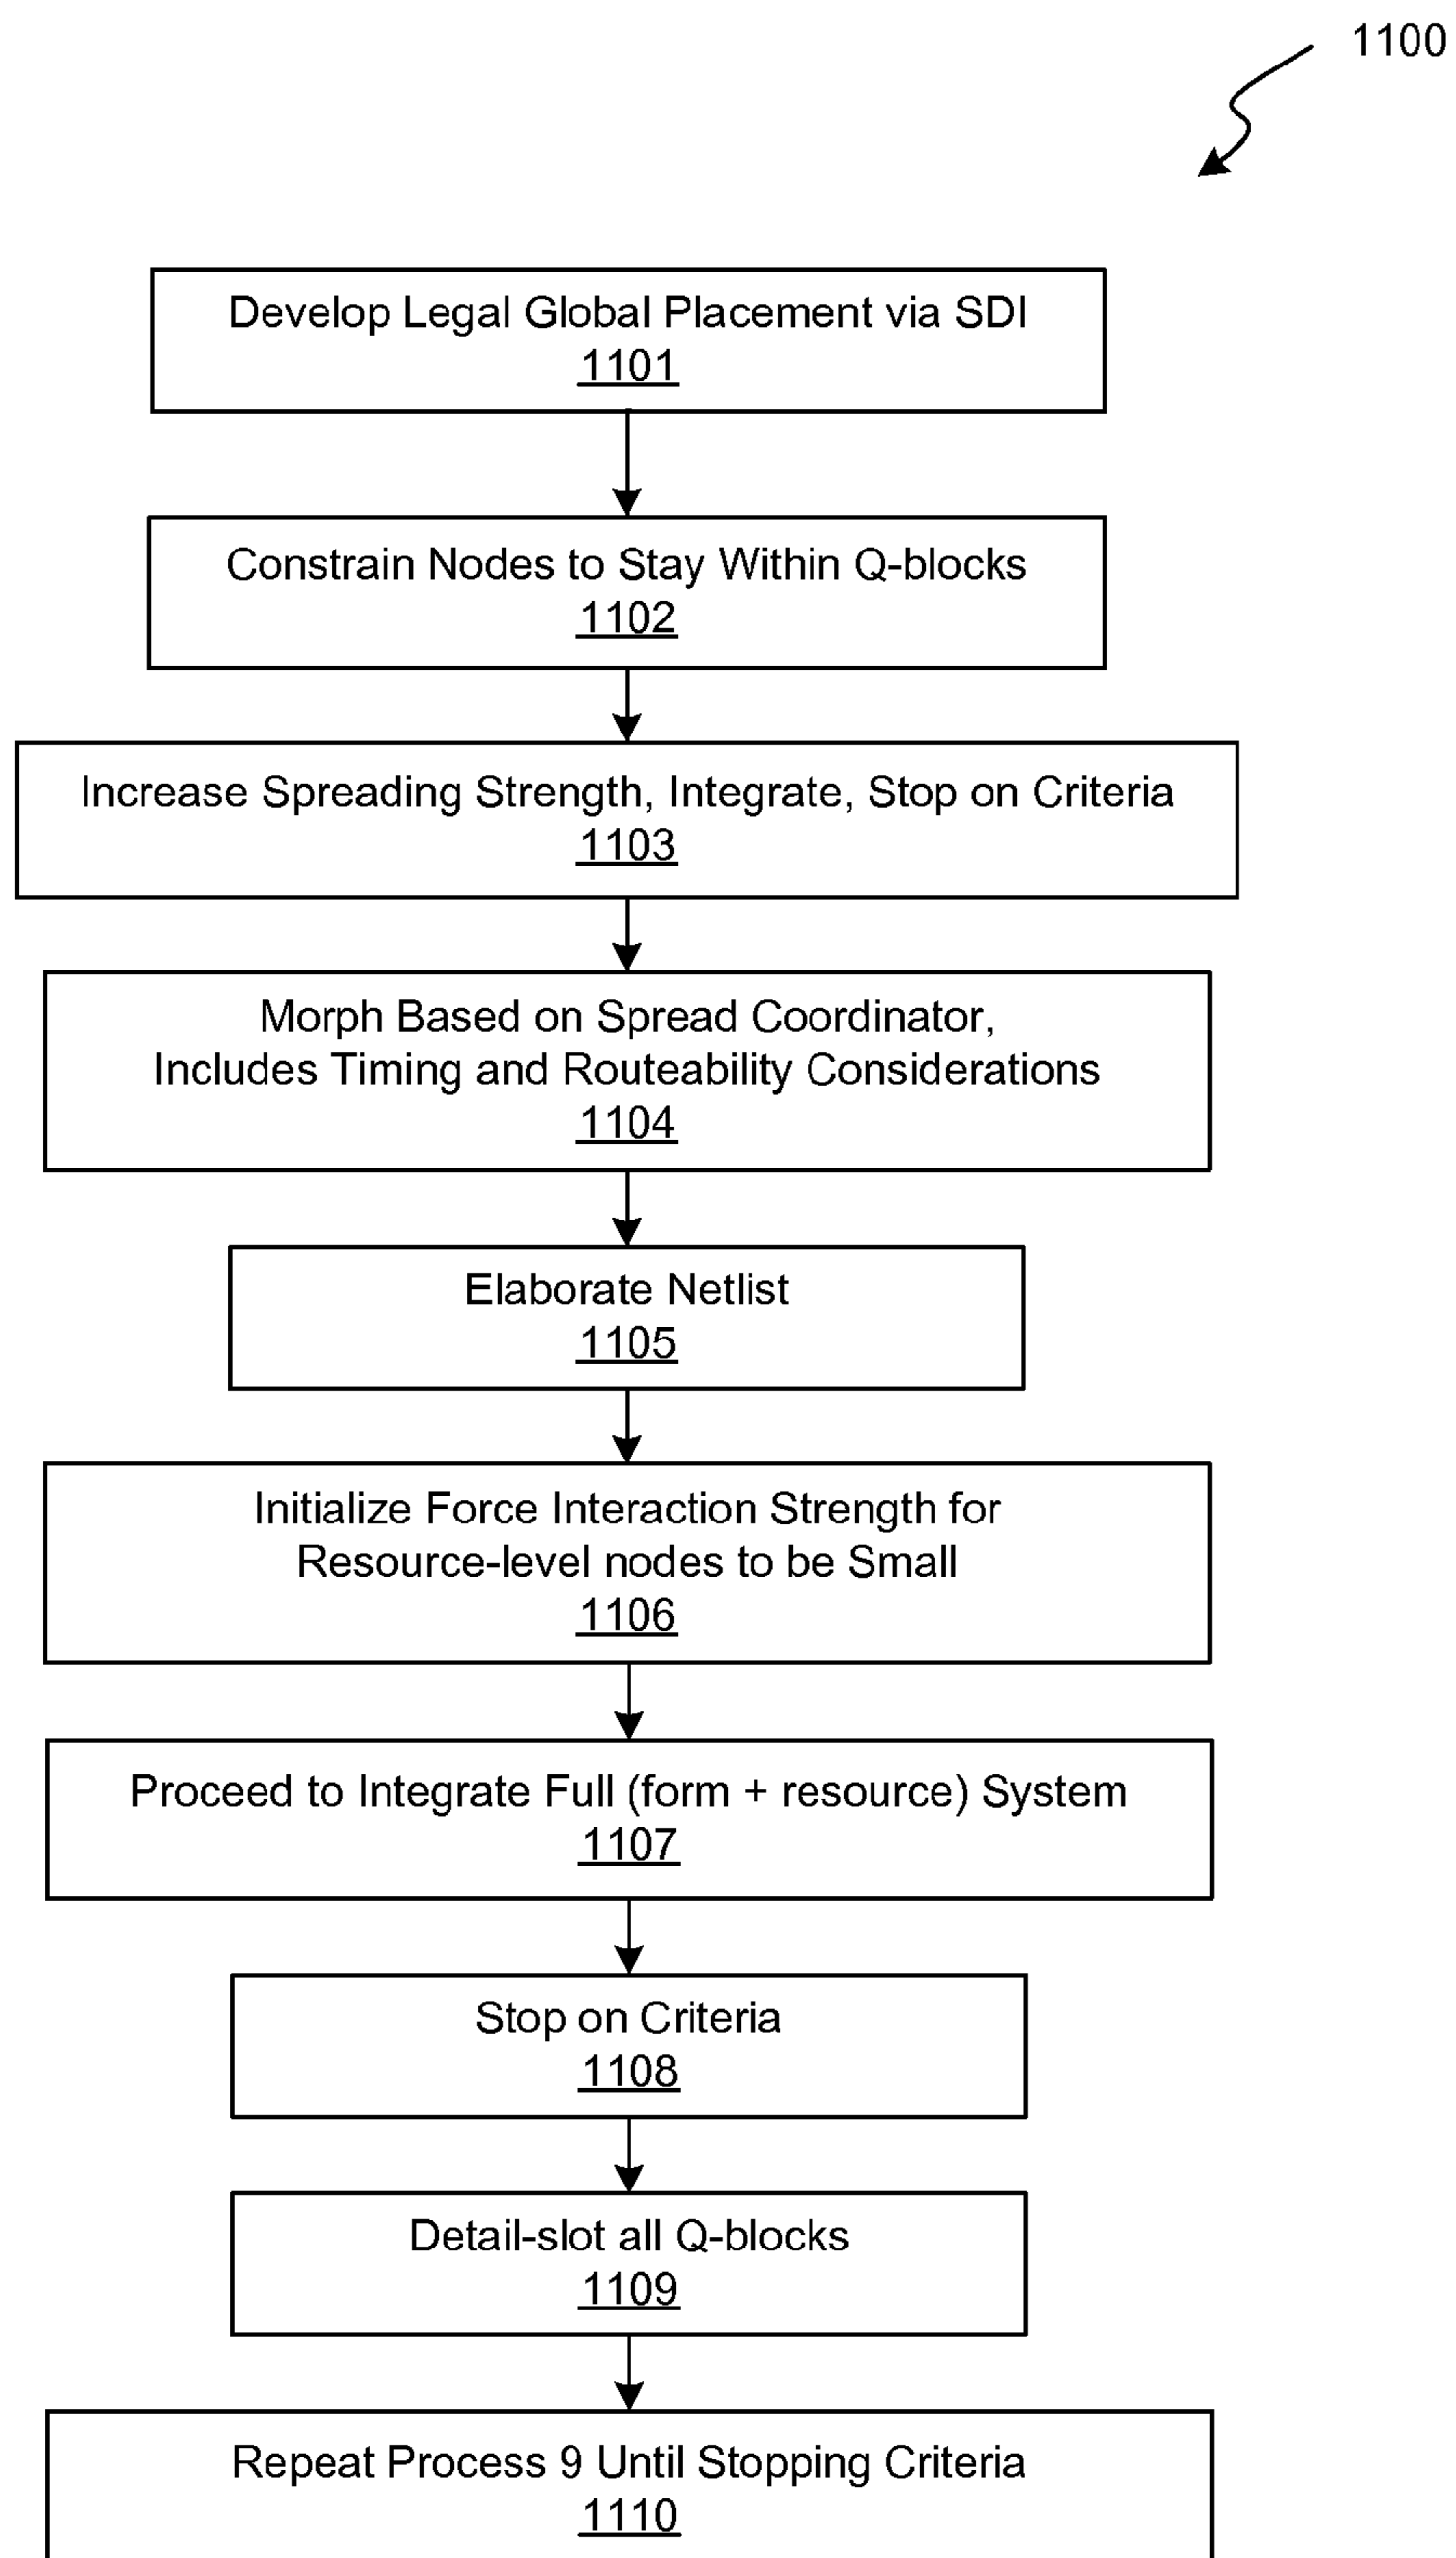 1100
Develop Legal Global Placement via SDI
1101
Constrain Nodes to Stay Within Q-blocks
1102
Increase Spreading Strength, Integrate, Stop on Criteria
1103
Morph Based on Spread Coordinator,
Includes Timing and Routeability Considerations
1104
Elaborate Netlist
1105
Initialize Force Interaction Strength for
Resource-level nodes to be Small
1106
Proceed to Integrate Full (form + resource) System
1107
Stop on Criteria
1108
Detail-slot all Q-blocks
1109
Repeat Process 9 Until Stopping Criteria
1110